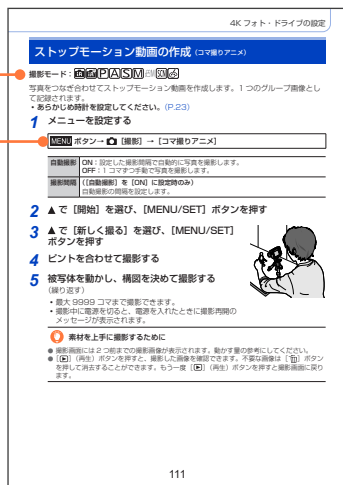 4K フォト・ドライブの設定
ストップモーション動画の作成（コマ撮りアニメ）
撮影モード：
写真をつなぎ合わせてストップモーション動画を作成します。1 つのグループ画像とし
て記録されます。
• あらかじめ時計を設定してください。(P.23)
1 メニューを設定する
MENU ボタン→ [撮影] → [コマ撮りアニメ]
自動撮影 ON：設定した撮影間隔で自動的に写真を撮影します。
OFF：1 コマずつ手動で写真を撮影します。
撮影間隔 （[自動撮影] を [ON] に設定時のみ）
自動撮影の間隔を設定します。
2 ▲で [開始] を選び、[MENU/SET] ボタンを押す
3 ▲で [新しく撮る] を選び、[MENU/SET]
ボタンを押す
4 ピントを合わせて撮影する
5 被写体を動かし、構図を決めて撮影する
（繰り返す）
• 最大 9999 コマまで撮影できます。
• 撮影中に電源を切ると、電源を入れたときに撮影再開の
メッセージが表示されます。
素材を上手に撮影するために
● 撮影画面には 2 つ前までの撮影画像が表示されます。動かす量の参考にしてください。
● [▶]（再生）ボタンを押すと、撮影した画像を確認できます。不要な画像は [ ] ボタン
を押して消去することができます。もう一度 [▶]（再生）ボタンを押すと撮影画面に戻り
ます。
111